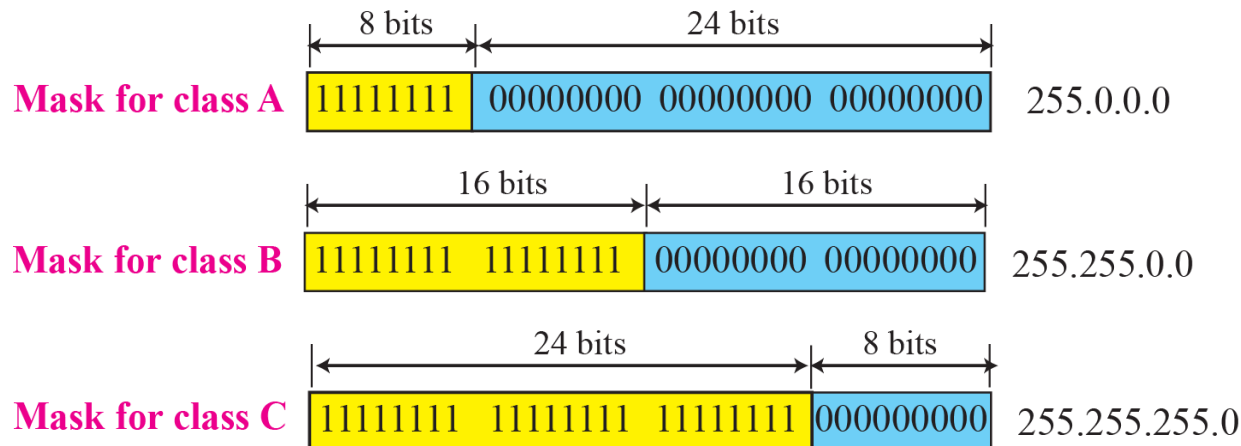 8 bits 24 bits
Mask for class A 11111111 00000000 00000000 00000000 255.0.0.0
16 bits 16 bits
Mask for class B 11111111 11111111 00000000 00000000 255.255.0.0
24 bits 8 bits
Mask for class C 11111111 11111111 11111111 000000000 255.255.255.0